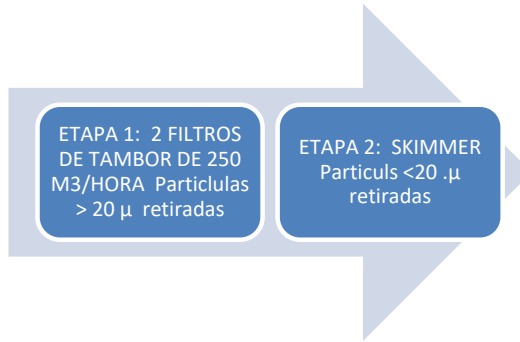 ETAPA 1:  2 FILTROS
DE TAMBOR DE 250
M3/HORA  Particlulas
> 20 µ  retiradas
ETAPA 2:  SKIMMER
Particuls <20 .µ
retiradas